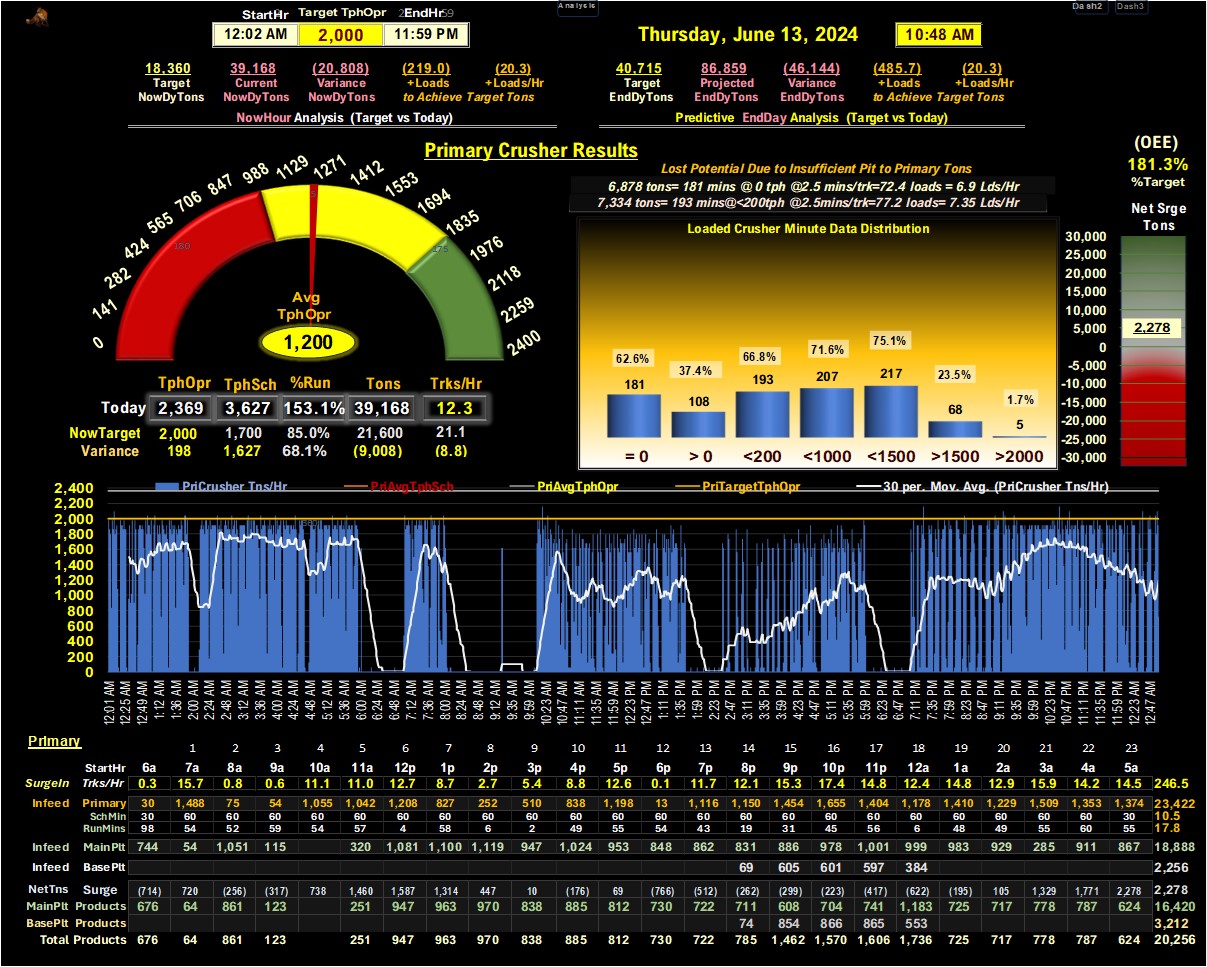 Analysis
Dash2 Dash3
StartHr Target TphOpr EndHr
12:02 AM 2,000 11:59 PM
Thursday, June 13, 2024 10:48 AM
18,360 39,168 (20,808) (219.0) (20.3)
Target Current Variance +Loads +Loads/Hr
NowDyTons NowDyTons NowDyTons to Achieve Target Tons
NowHour Analysis (Target vs Today)
40,715 86,859 (46,144) (485.7) (20.3)
Target Projected Variance +Loads +Loads/Hr
EndDyTons EndDyTons EndDyTons to Achieve Target Tons
Predictive EndDay Analysis (Target vs Today)
Primary Crusher Results
(OEE)
181.3%
%Target
Net Srge
Tons
Lost Potential Due to Insufficient Pit to Primary Tons
6,878 tons= 181 mins @ 0 tph @2.5 mins/trk=72.4 loads = 6.9 Lds/Hr
7,334 tons= 193 mins@<200tph @2.5mins/trk=77.2 loads= 7.35 Lds/Hr
0 141 282 424 565 706 847 988 1129 1271 1412 1553 1694 1835 1976 2118 2259 2400
Avg
TphOpr
1,200
Loaded Crusher Minute Data Distribution
62.6% 37.4% 66.8% 71.6% 75.1% 23.5% 1.7%
181 108 193 207 217 68 5
= 0 > 0 <200 <1000 <1500 >1500 >2000
30,000
25,000
20,000
15,000
10,000
5,000
0
-5,000
-10,000
-15,000
-20,000
-25,000
-30,000
2,278
TphOpr TphSch %Run Tons Trks/Hr
Today 2,369 3,627 153.1% 39,168 12.3
NowTarget 2,000 1,700 85.0% 21,600 21.1
Variance 198 1,627 68.1% (9,008) (8.8)
PriCrusher Tns/Hr PriAvgTphSch PriAvgTphOpr PriTargetTphOpr 30 per. Mov. Avg. (PriCrusher Tns/Hr)
2,400
2,200
2,000
1,800
1,600
1,400
1,200
1,000
800
600
400
200
0
12:01 AM 12:25 AM 12:49 AM 1:12 AM 1:36 AM 2:00 AM 2:24 AM 2:48 AM 3:12 AM 3:36 AM 4:00 AM 4:24 AM 4:48 AM 5:12 AM 5:36 AM 6:00 AM 6:24 AM 6:48 AM 7:12 AM 7:36 AM 8:00 AM 8:24 AM 8:48 AM 9:12 AM 9:35 AM 9:59 AM 10:23 AM 10:47 AM 11:11 AM 11:35 AM 11:59 AM 12:23 PM 12:47 PM 1:11 PM 1:35 PM 1:59 PM 2:23 PM 2:47 PM 3:11 PM 3:35 PM 3:59 PM 4:23 PM 4:47 PM 5:11 PM 5:35 PM 5:59 PM 6:23 PM 6:47 PM 7:11 PM 7:35 PM 7:59 PM 8:23 PM 8:47 PM 9:11 PM 9:35 PM 9:59 PM 10:23 PM 10:47 PM 11:11 PM 11:35 PM 11:59 PM 12:23 AM 12:47 AM
Primary
1 2 3 4 5 6 7 8 9 10 11 12 13 14 15 16 17 18 19 20 21 22 23
StartHr 6a 7a 8a 9a 10a 11a 12p 1p 2p 3p 4p 5p 6p 7p 8p 9p 10p 11p 12a 1a 2a 3a 4a 5a
SurgeIn Trks/Hr 0.3 15.7 0.8 0.6 11.1 11.0 12.7 8.7 2.7 5.4 8.8 12.6 0.1 11.7 12.1 15.3 17.4 14.8 12.4 14.8 12.9 15.9 14.2 14.5 246.5
Infeed Primary 30 1,488 75 54 1,055 1,042 1,208 827 252 510 838 1,198 13 1,116 1,150 1,454 1,655 1,404 1,178 1,410 1,229 1,509 1,353 1,374 23,422
SchMin 30 60 60 60 60 60 60 60 60 60 60 60 60 60 60 60 60 60 60 60 60 60 60 30 10.5
RunMins 98 54 52 59 54 57 4 58 6 2 49 55 54 43 19 31 45 56 6 48 49 55 60 55 17.8
Infeed MainPlt 744 54 1,051 115 320 1,081 1,100 1,119 947 1,024 953 848 862 831 886 978 1,001 999 983 929 285 911 867 18,888
Infeed BasePlt 69 605 601 597 384 2,256
NetTns Surge (714) 720 (256) (317) 738 1,460 1,587 1,314 447 10 (176) 69 (766) (512) (262) (299) (223) (417) (622) (195) 105 1,329 1,771 2,278 2,278
MainPlt Products 676 64 861 123 251 947 963 970 838 885 812 730 722 711 608 704 741 1,183 725 717 778 787 624 16,420
BasePlt Products 74 854 866 865 553 3,212
Total Products 676 64 861 123 251 947 963 970 838 885 812 730 722 785 1,462 1,570 1,606 1,736 725 717 778 787 624 20,256